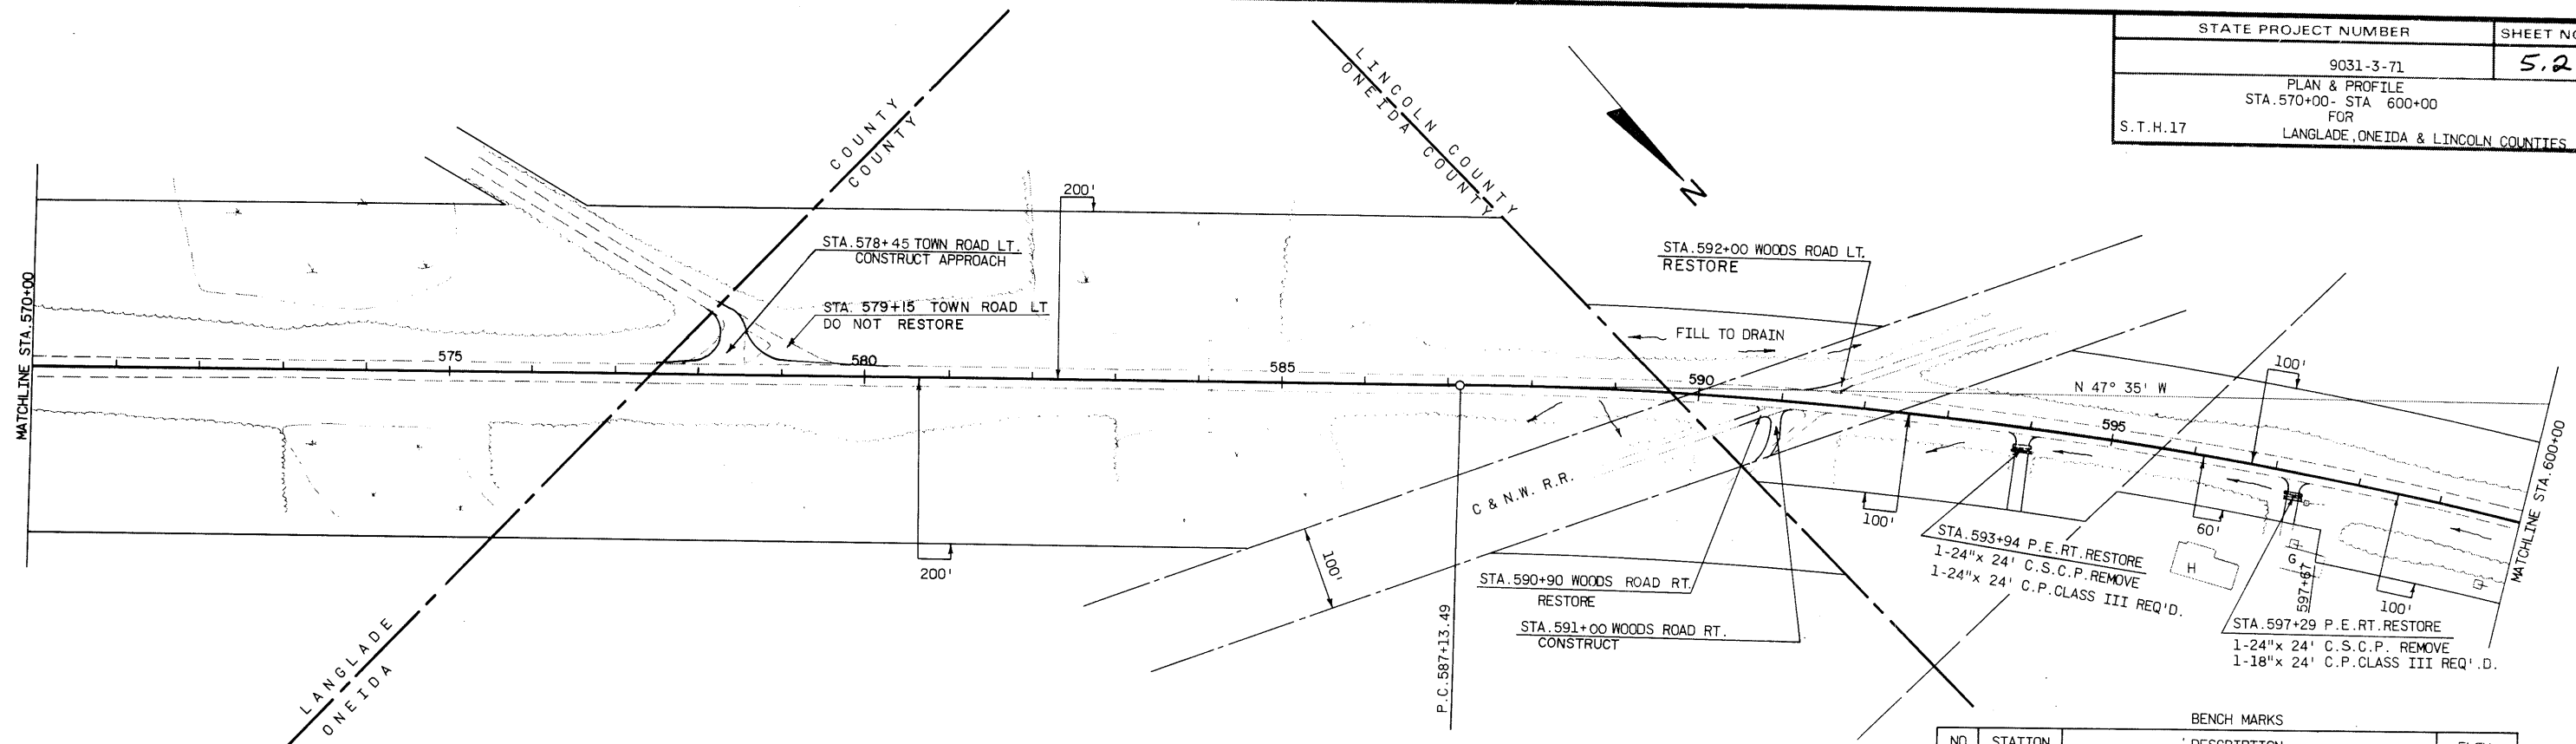 STATE PROJECT NUMBER
SHEET NO
9031-3-71
5.2
PLAN & PROFILE
STA.570+00- STA 600+00
FOR
S.T.H.17
LANGLADE,ONEIDA & LINCOLN COUNTIES
COUNTY
COUNTY
LINCOLN COUNTY
ONEIDA COUNTY
N
200'
STA.578+45 TOWN ROAD LT.
CONSTRUCT APPROACH
STA. 579+15 TOWN ROAD LT
DO NOT RESTORE
STA.592+00 WOODS ROAD LT.
RESTORE
FILL TO DRAIN
MATCHLINE STA.570+00
575
580
585
590
595
N 47° 35' W
100'
MATCHLINE STA.600+00
C & N.W. R.R.
100'
200'
100'
60'
100'
H
G
597+67
P.C.587+13.49
STA.590+90 WOODS ROAD RT.
RESTORE
STA.591+00 WOODS ROAD RT.
CONSTRUCT
STA.593+94 P.E.RT.RESTORE
1-24"x 24' C.S.C.P.REMOVE
1-24"x 24' C.P.CLASS III REQ'D.
STA.597+29 P.E.RT.RESTORE
1-24"x 24' C.S.C.P. REMOVE
1-18"x 24' C.P.CLASS III REQ'.D.
LANGLADE
ONEIDA
BENCH MARKS
NO
STATION
DESCRIPTION
ELEV